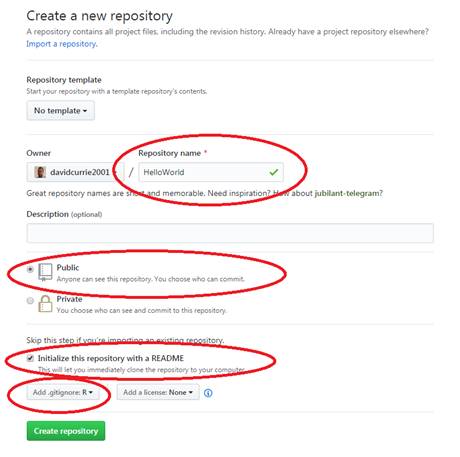 Create a new repository
A repository contains all project files, including the revision history. Already have a project repository elsewhere?
Import a repository.
Repository template
Start your repository with a template repository's contents.
No template
Owner Repository name *
davidcurrie2001 / HelloWorld
Great repository names are short and memorable. Need inspiration? How about jubilant-telegram?
Description (optional)
Public
Anyone can see this repository. You choose who can commit.
Private
You choose who can see and commit to this repository.
Skip this step if you're importing an existing repository.
Initialize this repository with a README
This will let you immediately clone the repository to your computer.
Add .gitignore: R Add a license: None
Create repository